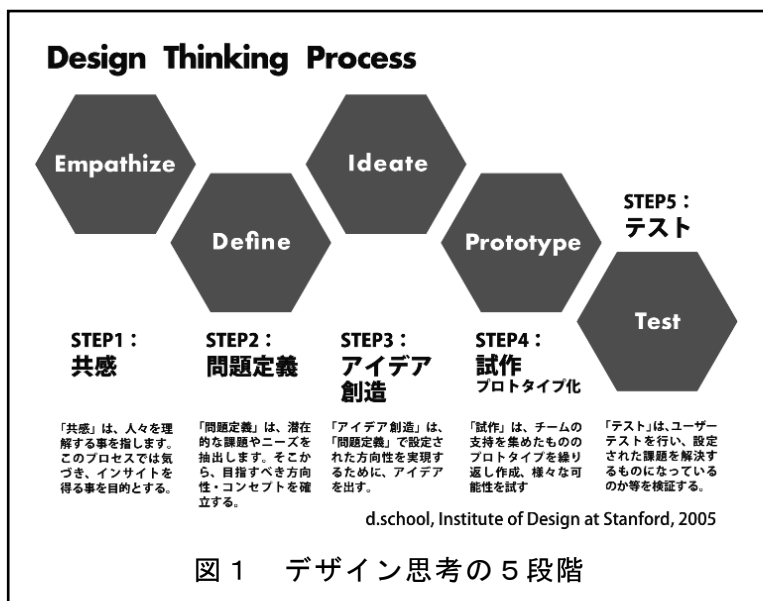 Design Thinking Process
Empathize
Define
Ideate
Prototype
Test
STEP1：
共感
「共感」は、人々を理
解する事を指します。
このプロセスでは気
づき、インサイトを
得る事を目的とする。
STEP2：
問題定義
「問題定義」は、潜在
的な課題やニーズを
抽出します。そこか
ら、目指すべき方向
性・コンセプトを確
立する。
STEP3：
アイデア
創造
「アイデア創造」は、
「問題定義」で設定さ
れた方向性を実現す
るために、アイデア
を出す。
STEP4：
試作
プロトタイプ化
「試作」は、チームの
支持を集めたものの
プロトタイプを繰り
返し作成、様々な可
能性を試す
STEP5：
テスト
「テスト」は、ユーザー
テストを行い、設定
された課題を解決す
るものになっている
のか等を検証する。
d.school, Institute of Design at Stanford, 2005
図１　デザイン思考の５段階